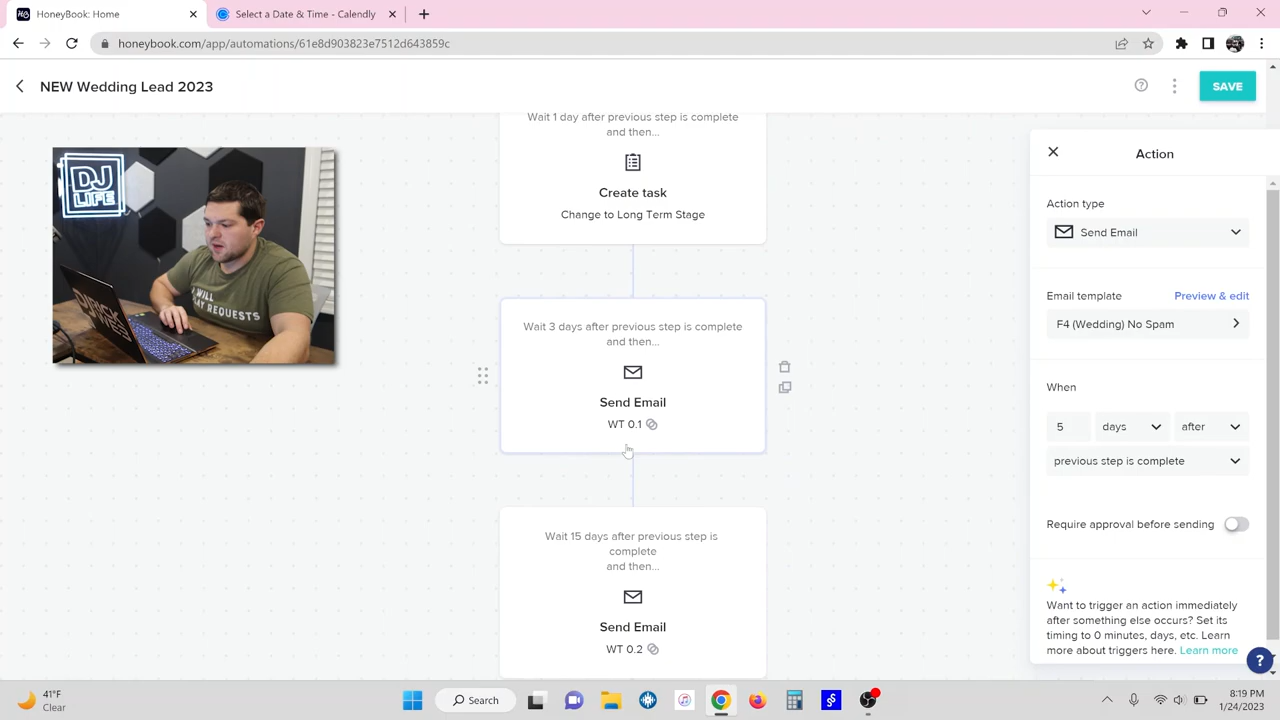 HoneyBook: Home
Select a Date & Time - Calendly
honeybook.com/app/automations/61e8d903823e7512d643859c
NEW Wedding Lead 2023
SAVE
Wait 1 day after previous step is complete
and then...
Create task
Change to Long Term Stage
Wait 3 days after previous step is complete
and then...
Send Email
WT 0.1
Wait 15 days after previous step is
complete
and then...
Send Email
WT 0.2
Action
Action type
Send Email
Email template
Preview & edit
F4 (Wedding) No Spam
When
5
days
after
previous step is complete
Require approval before sending
Want to trigger an action immediately
after something else occurs? Set its
timing to 0 minutes, days, etc. Learn
more about triggers here. Learn more
DJ
LIFE
PLAY REQUESTS
41°F
Clear
Search
8:19 PM
1/24/2023